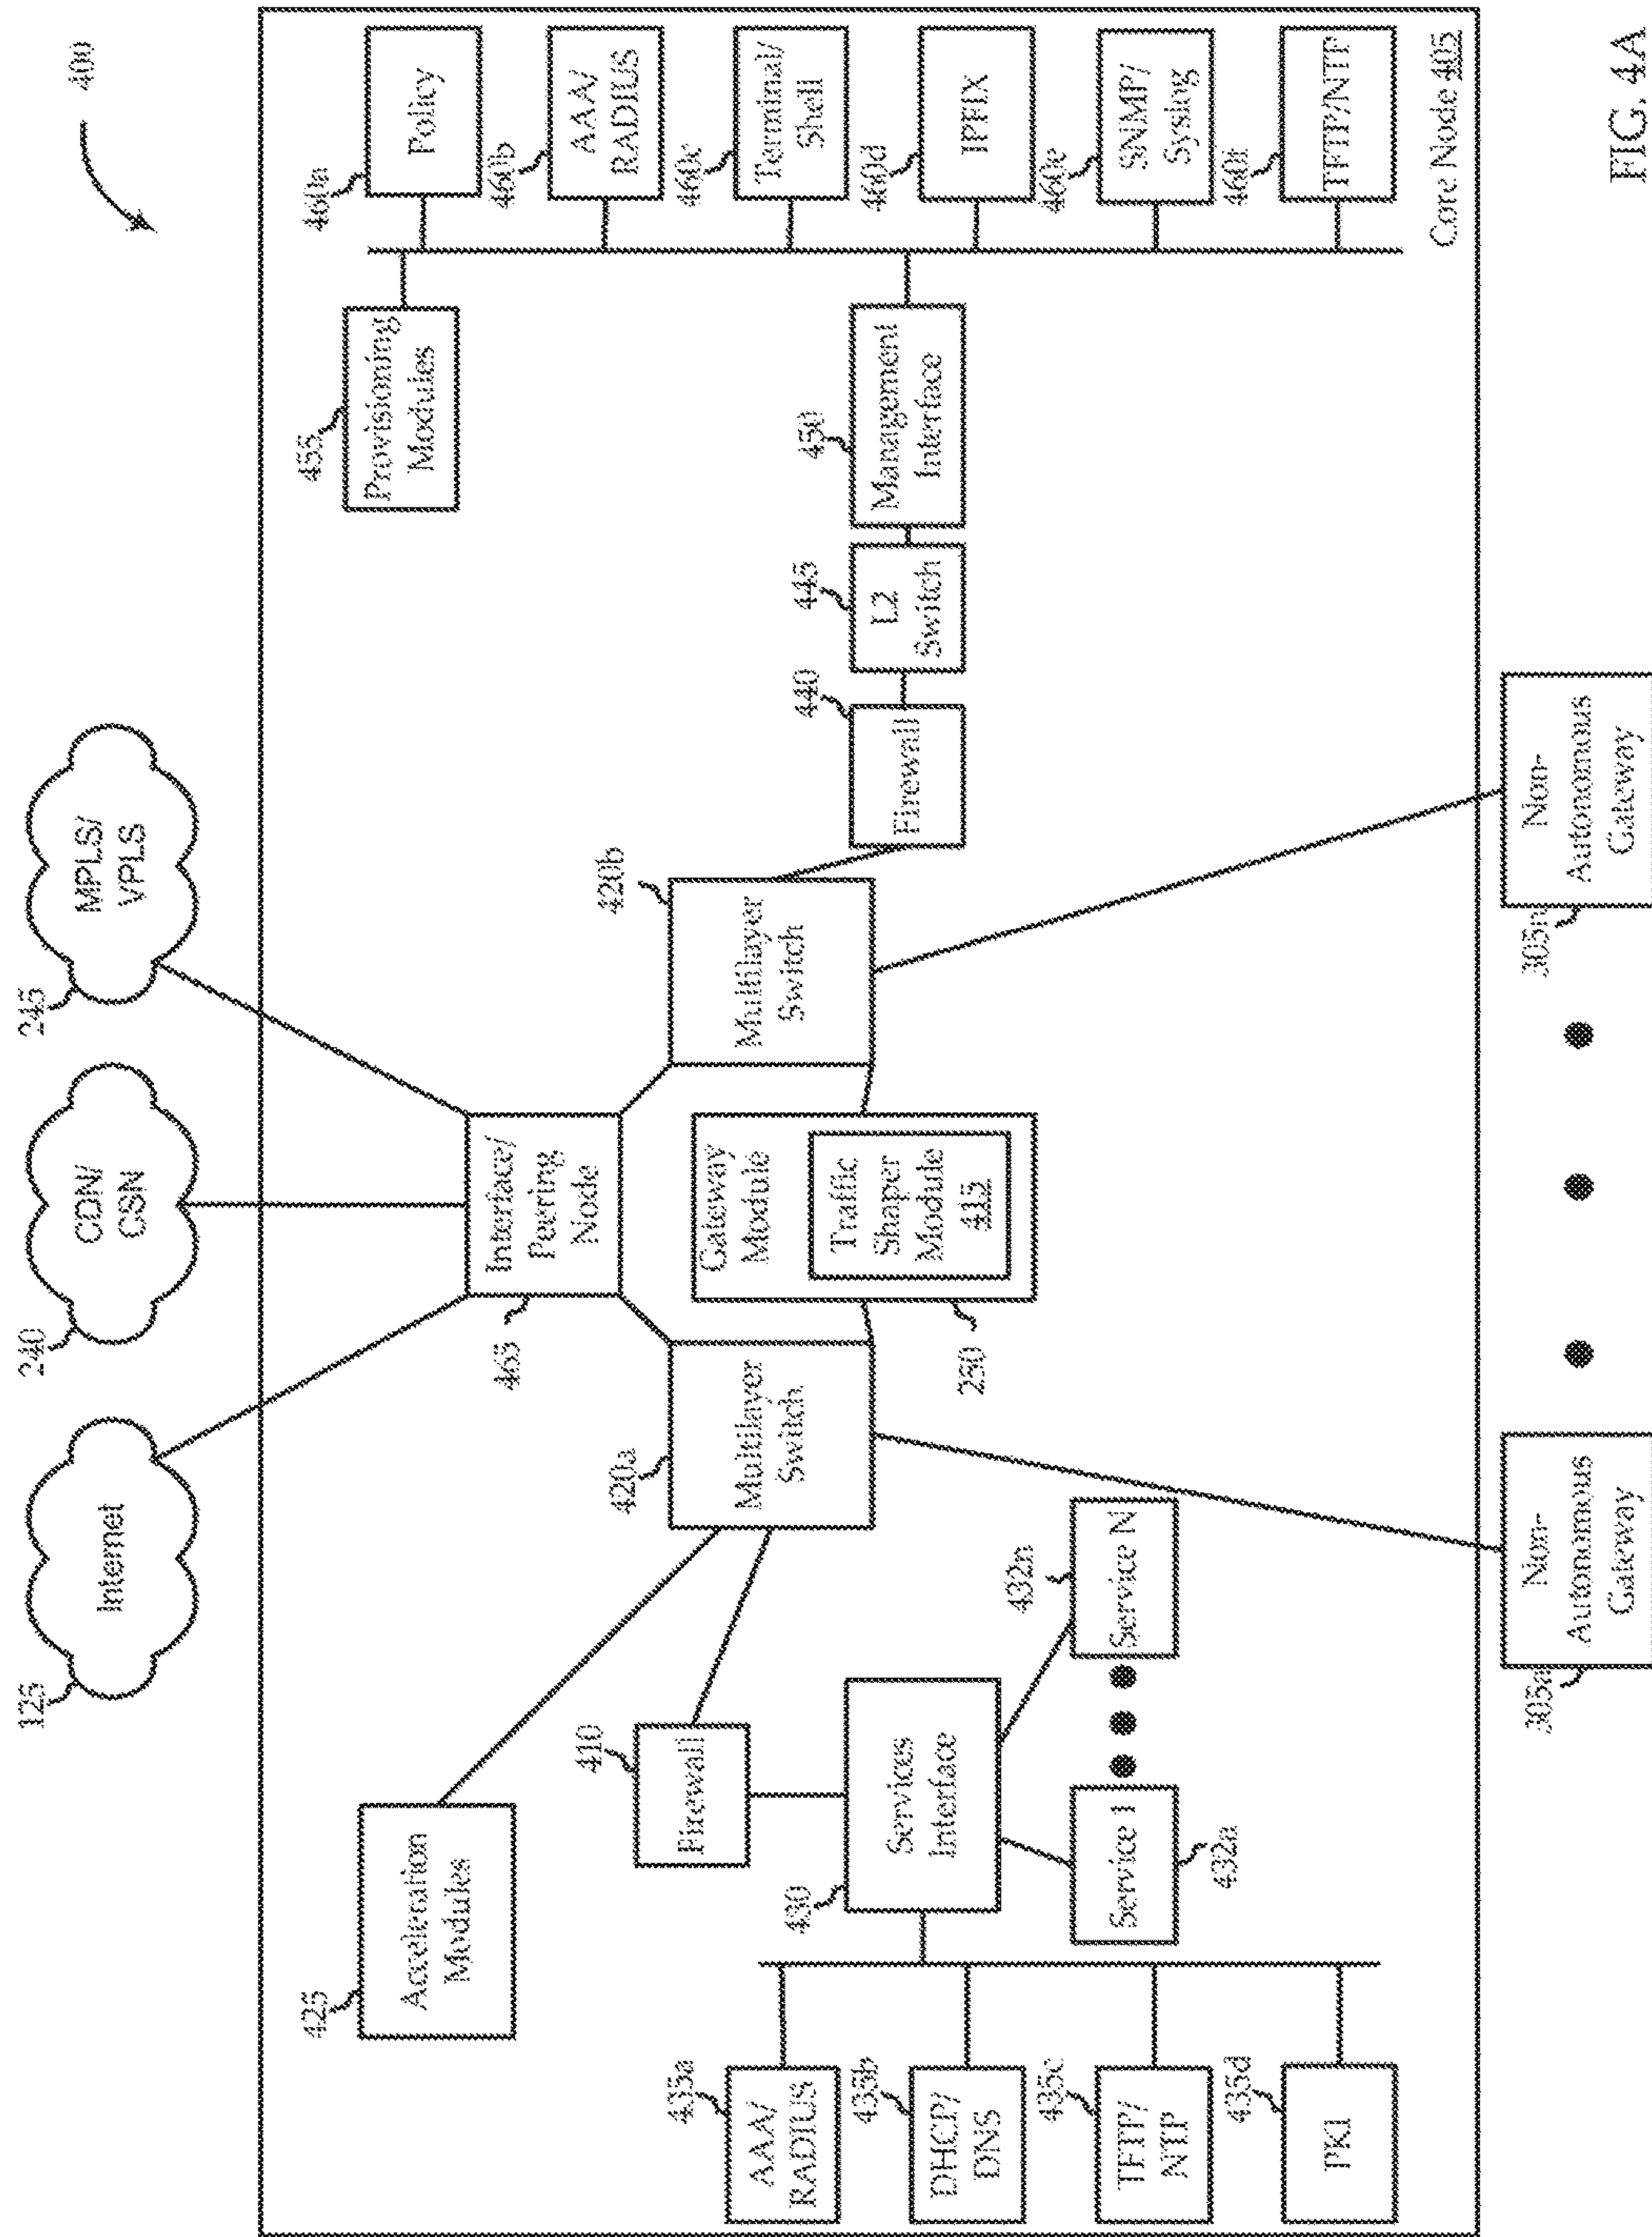 400
125
Internet
240
CDN/
CSN
245
MPLS/
VPLS
425
Acceleration
Modules
410
Firewall
420a
Multilayer
Switch
465
Interface/
Peering
Node
Gateway
Module
Traffic
Shaper
Module
415
250
420b
Multilayer
Switch
440
Firewall
445
L2
Switch
450
Management
Interface
455
Provisioning
Modules
460a
Policy
460b
AAA/
RADIUS
460c
Terminal/
Shell
460d
IPFIX
460e
SNMP/
Syslog
460f
TFTP/NTP
430
Services
Interface
435a
AAA/
RADIUS
435b
DHCP/
DNS
435c
TFTP/
NTP
435d
PKI
Service 1
432a
Service N
432n
Core Node 405
305a
Non-
Autonomous
Gateway
305n
Non-
Autonomous
Gateway
FIG. 4A